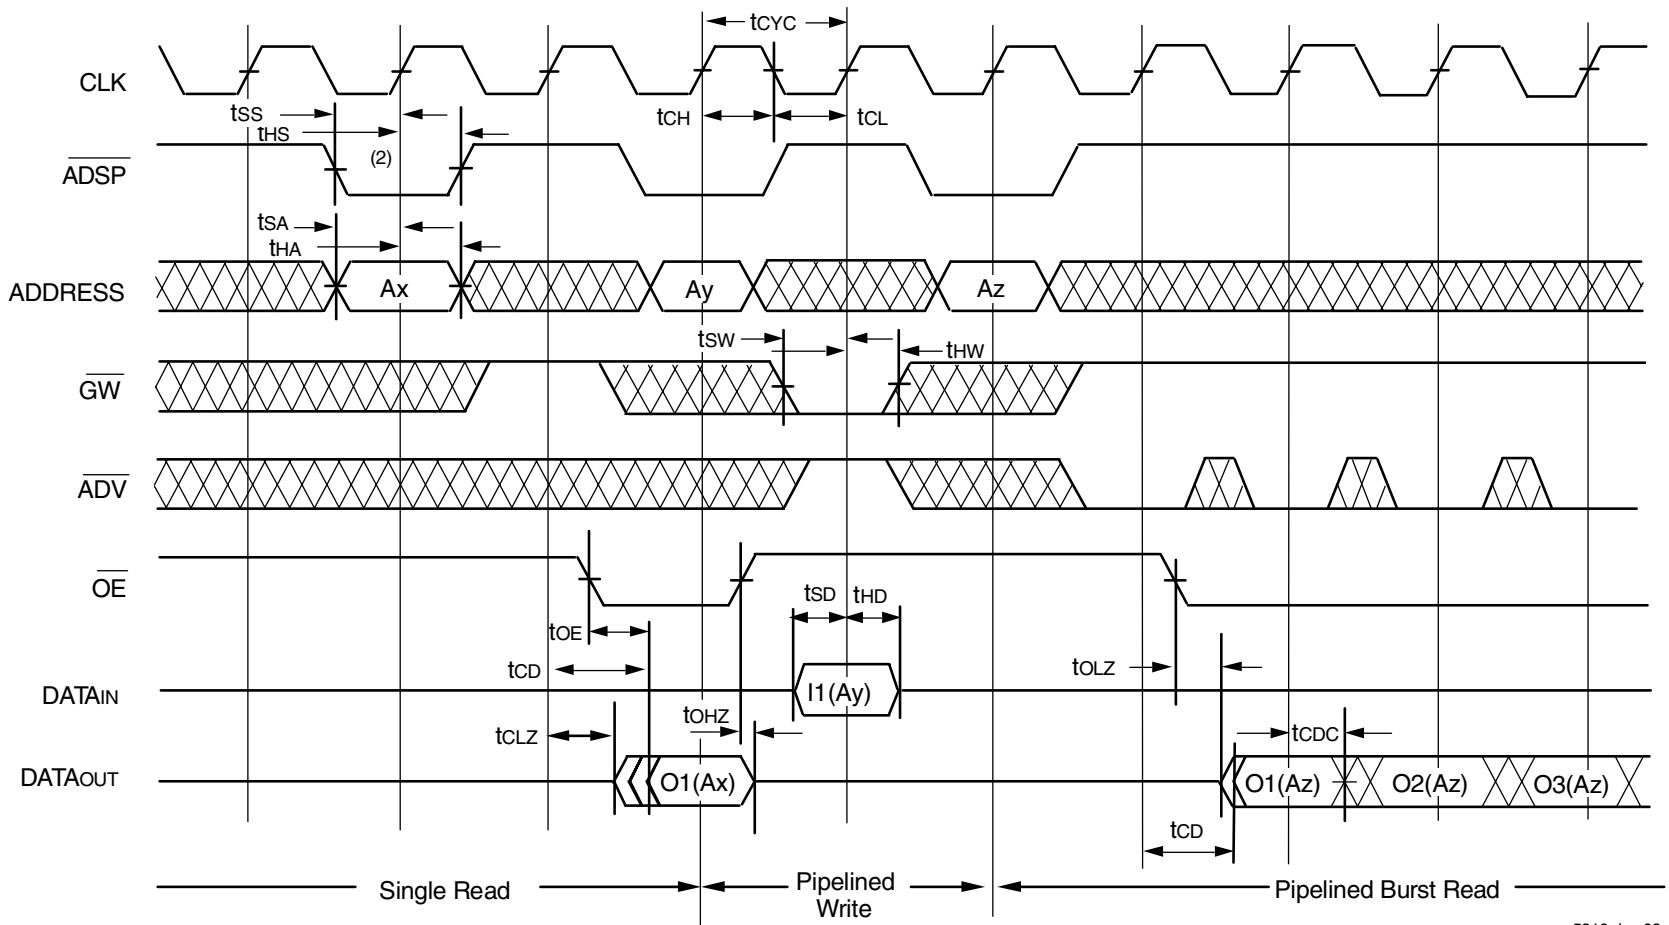 tCYC
CLK
tSS
tHS
tCH
tCL
(2)
ADSP
tSA
tHA
ADDRESS
Ax
Ay
Az
tSW
tHW
GW
ADV
OE
tSD
tHD
tOE
tCD
tOLZ
DATAIN
I1(Ay)
tOHZ
tCLZ
tCDC
DATAOUT
O1(Ax)
O1(Az)
O2(Az)
O3(Az)
tCD
Single Read
Pipelined
Write
Pipelined Burst Read